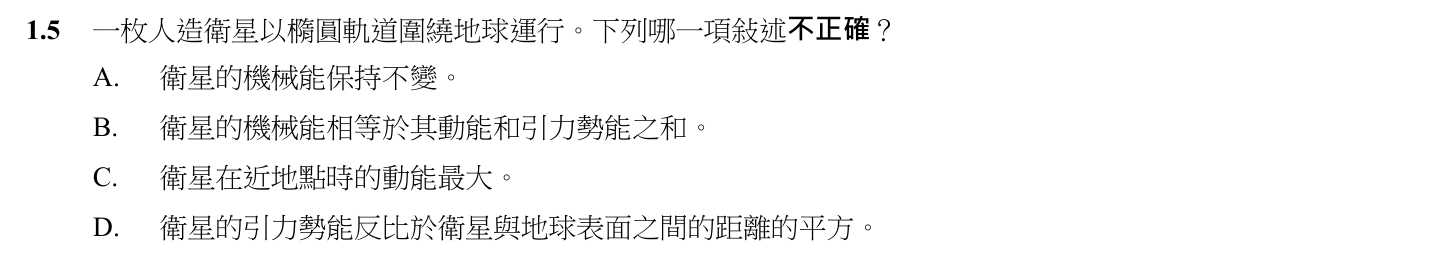 1.5 一枚人造衛星以橢圓軌道圍繞地球運行。下列哪一項敍述不正確？
A. 衛星的機械能保持不變。
B. 衛星的機械能相等於其動能和引力勢能之和。
C. 衛星在近地點時的動能最大。
D. 衛星的引力勢能反比於衛星與地球表面之間的距離的平方。